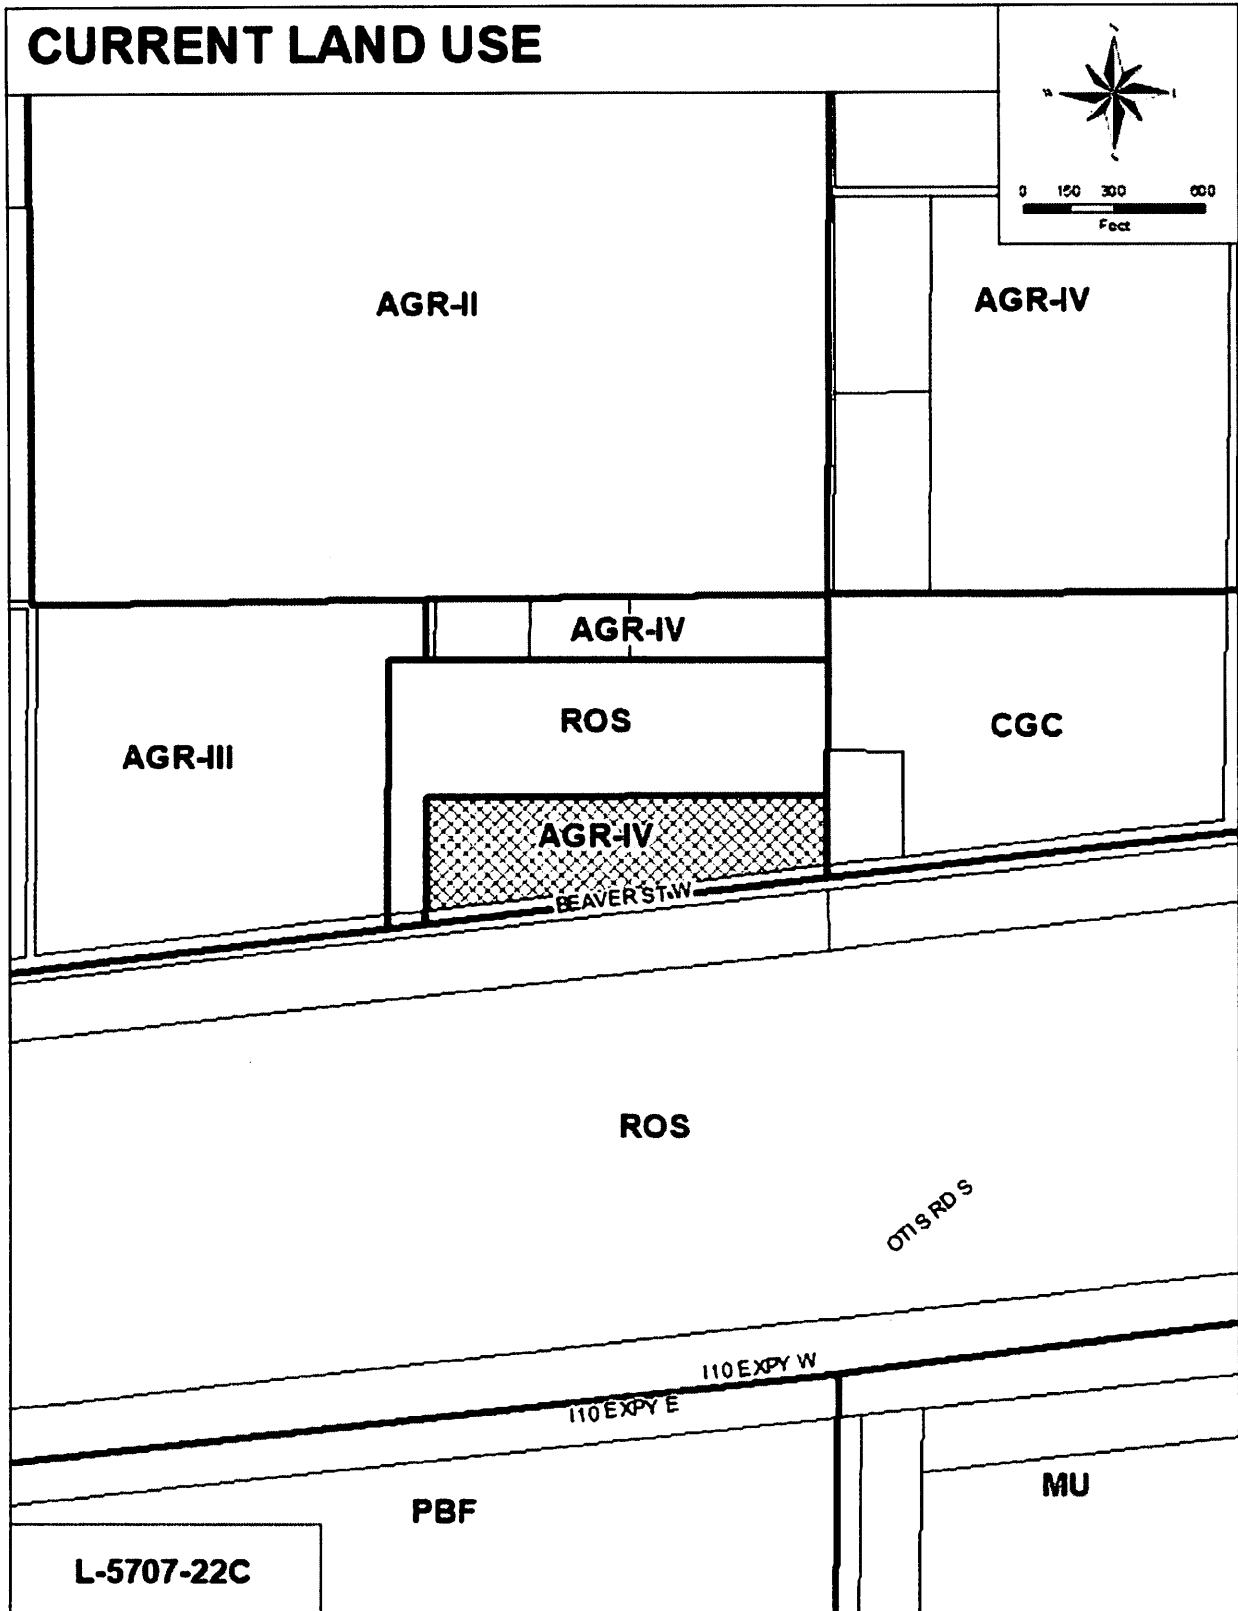 CURRENT LAND USE
0 150 300 600
Feet
AGR-II
AGR-IV
AGR-IV
ROS
CGC
AGR-III
AGR-IV
BEAVER ST W
ROS
OTIS RD S
I10 EXPY W
I10 EXPY E
MU
PBF
L-5707-22C